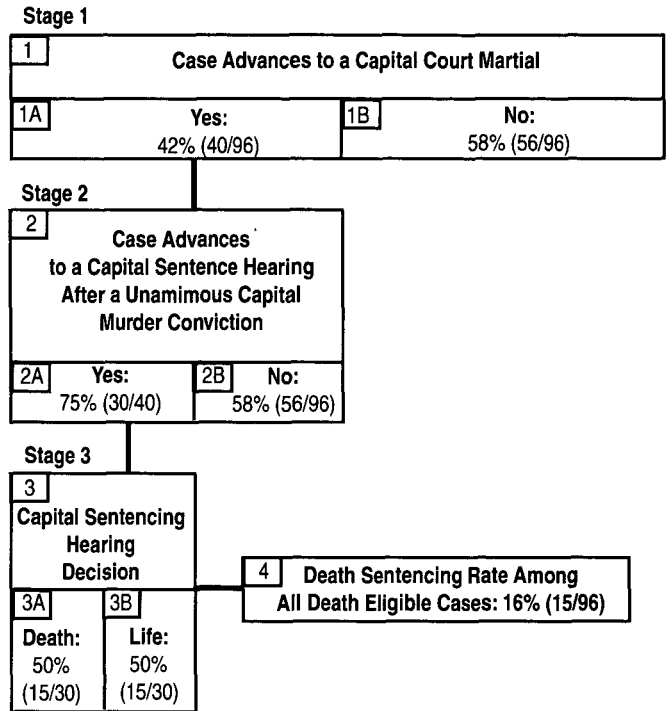 Stage 1
1
Case Advances to a Capital Court Martial
1A
Yes:
42% (40/96)
1B
No:
58% (56/96)
Stage 2
2
Case Advances
to a Capital Sentence Hearing
After a Unamimous Capital
Murder Conviction
2A
Yes:
75% (30/40)
2B
No:
58% (56/96)
Stage 3
3
Capital Sentencing
Hearing
Decision
3A
Death:
50%
(15/30)
3B
Life:
50%
(15/30)
4
Death Sentencing Rate Among
All Death Eligible Cases: 16% (15/96)